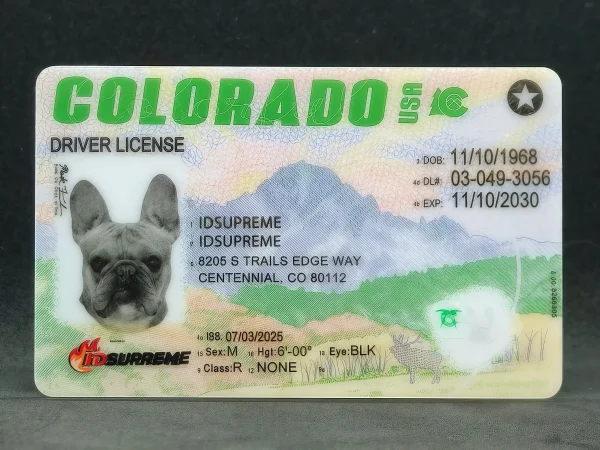 COLORADO USA C
DRIVER LICENSE
3 DOB: 11/10/1968
4d DL#: 03-049-3056
4b EXP: 11/10/2030
1 IDSUPREME
2 IDSUPREME
8 8205 S TRAILS EDGE WAY
CENTENNIAL, CO 80112
4a ISS. 07/03/2025
15 Sex:M 16 Hgt:6'-00" 18 Eye:BLK
9 Class:R 12 NONE 9a
IDSUPREME